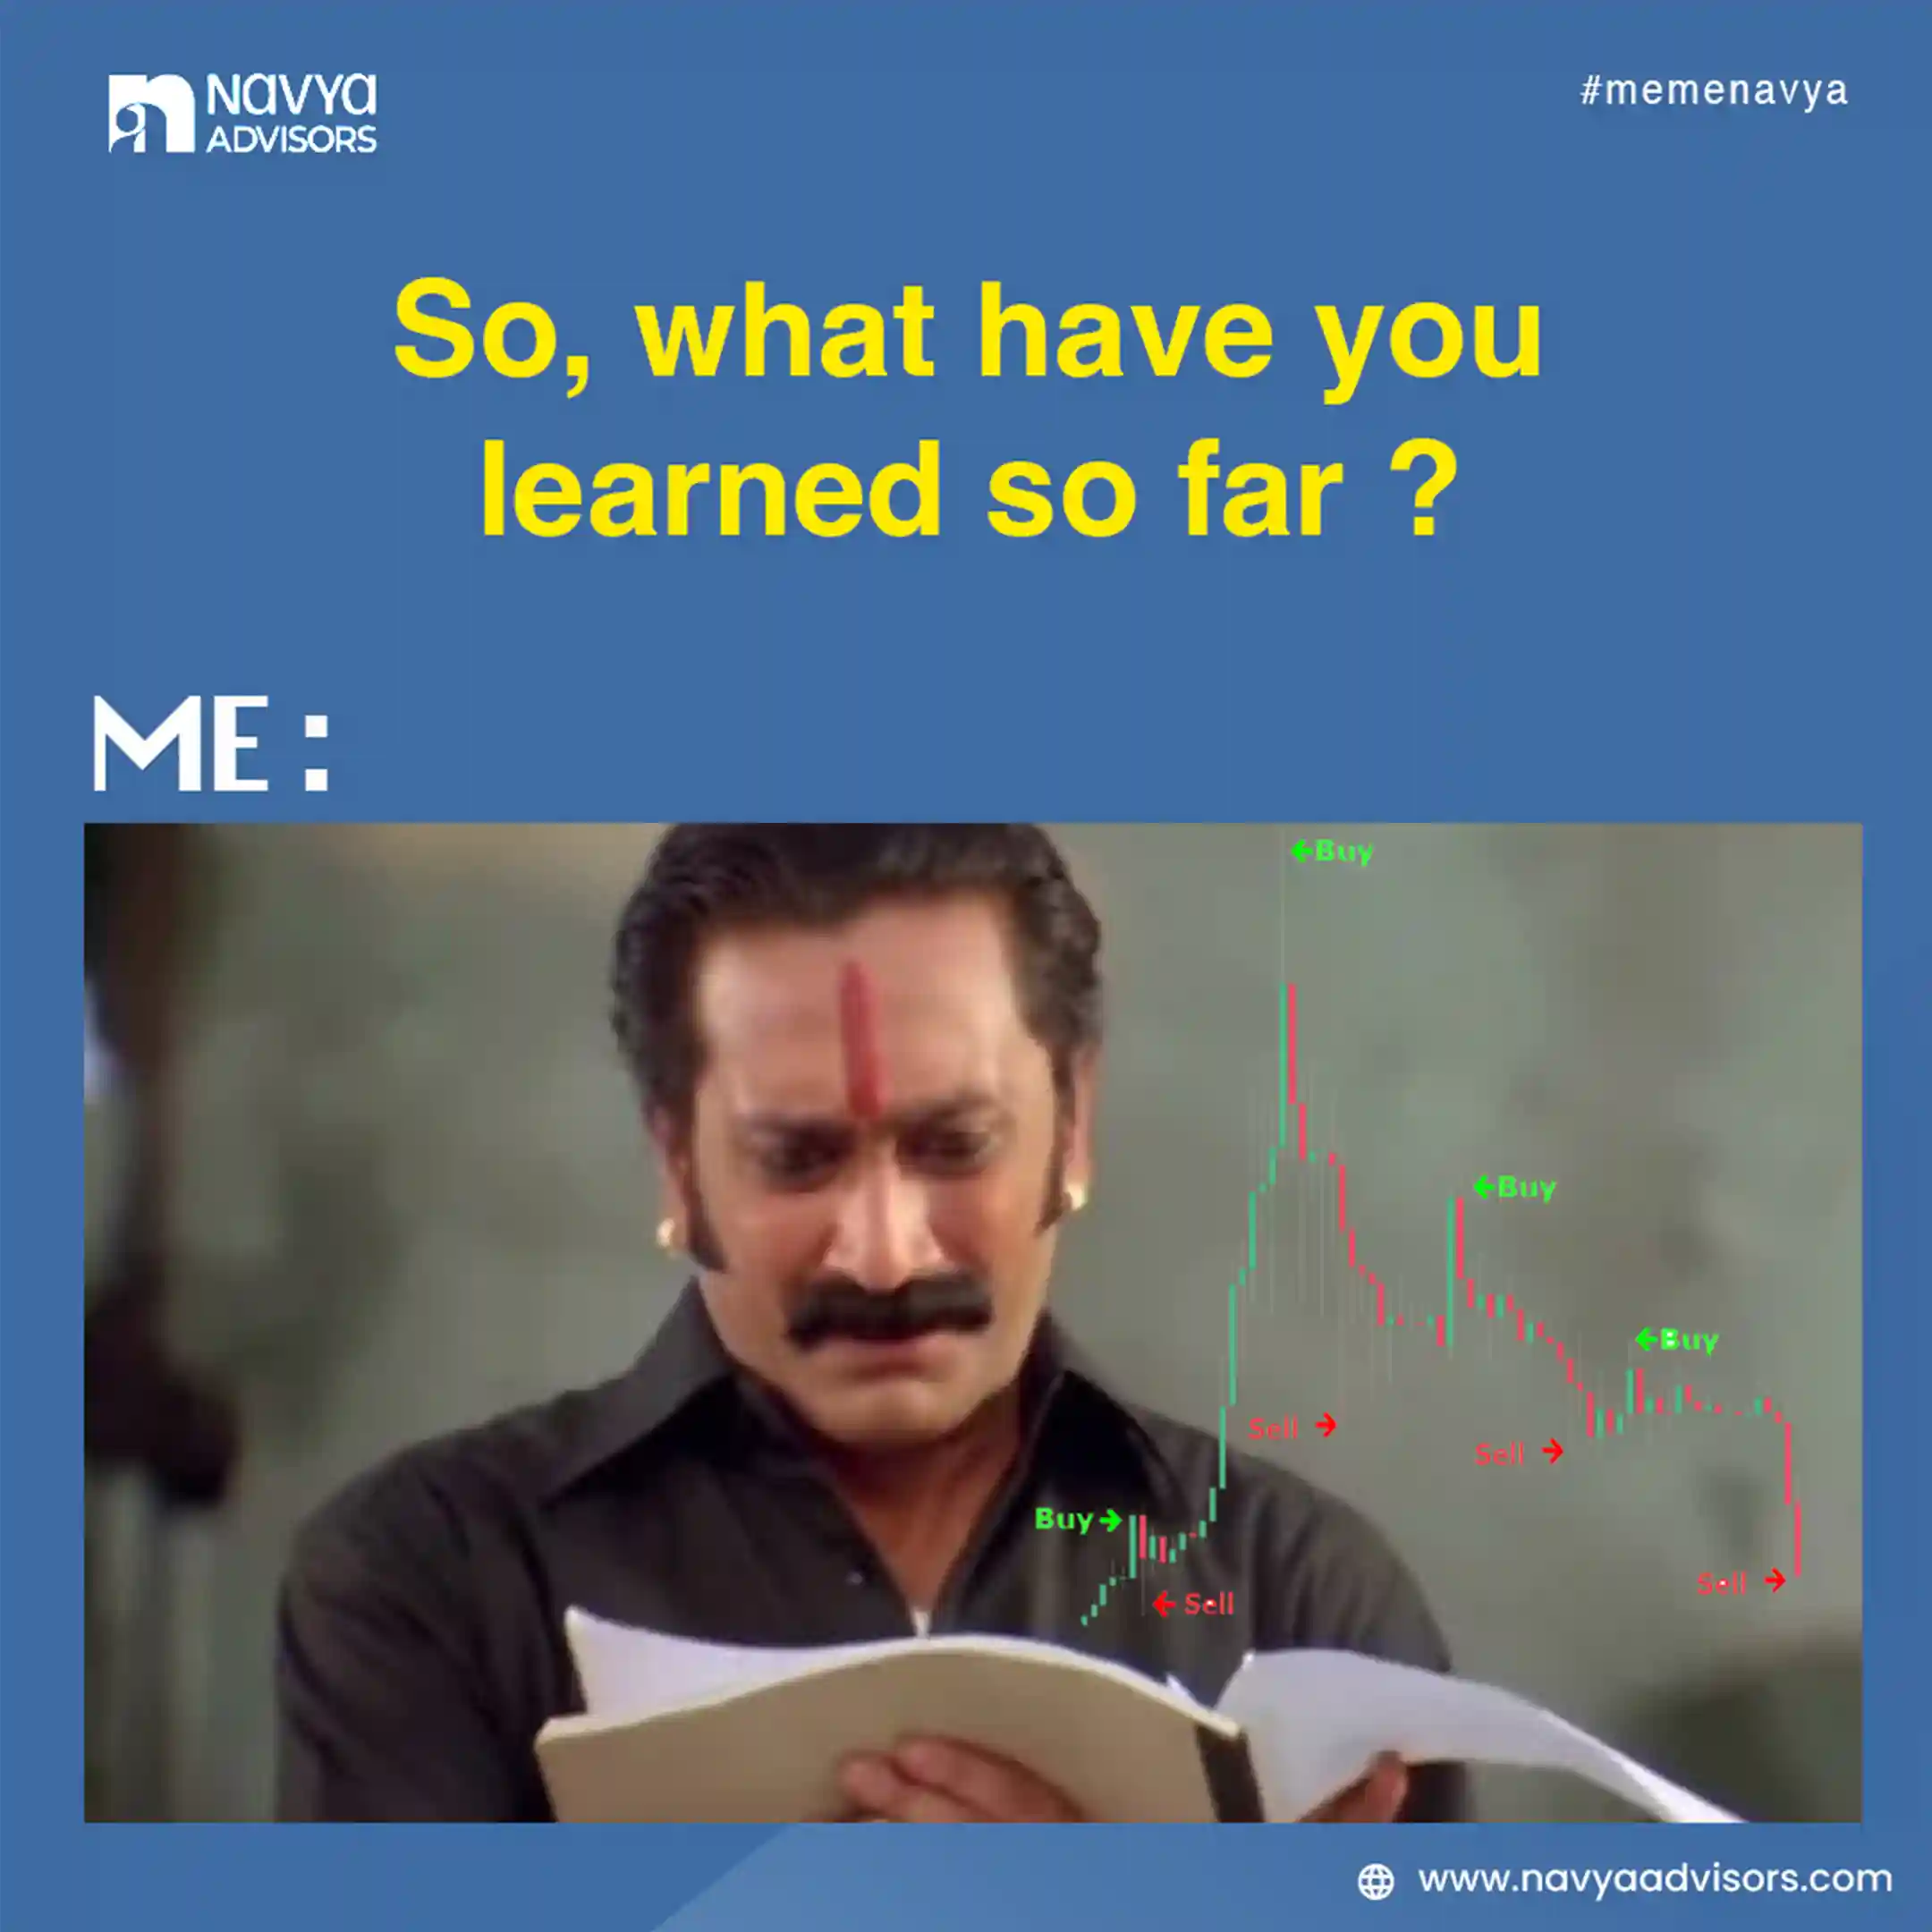 NAVYA
ADVISORS
#memenavya
So, what have you
learned so far ?
ME :
←Buy
←Buy
←Buy
Sell →
Sell →
Buy→
Sell →
← Sell
www.navyaadvisors.com